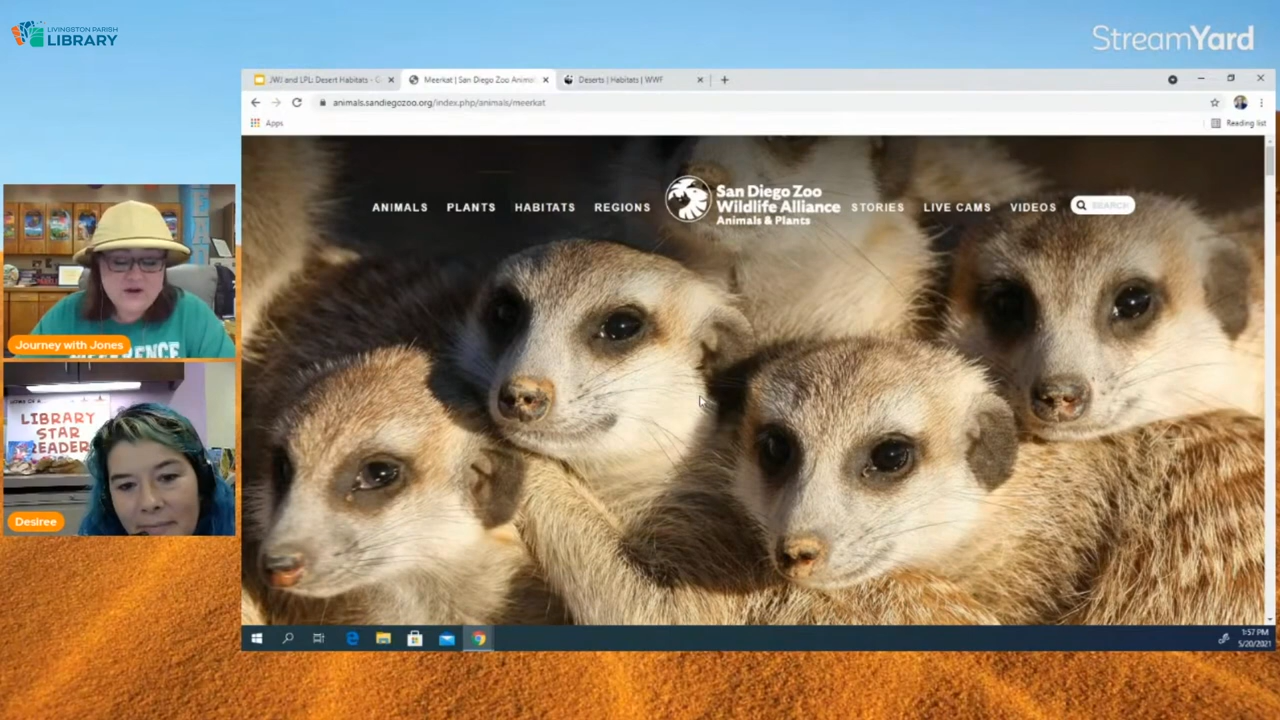 LIVINGSTON PARISH
LIBRARY
StreamYard
JWJ and LPL: Desert Habitats - G
Meerkat | San Diego Zoo Animal
Deserts | Habitats | WWF
animals.sandiegozoo.org/index.php/animals/meerkat
Apps
Reading list
ANIMALS
PLANTS
HABITATS
REGIONS
San Diego Zoo
Wildlife Alliance
Animals & Plants
STORIES
LIVE CAMS
VIDEOS
SEARCH
Journey with Jones
LIBRARY
STAR
READER
Desiree
1:57 PM
5/20/2021